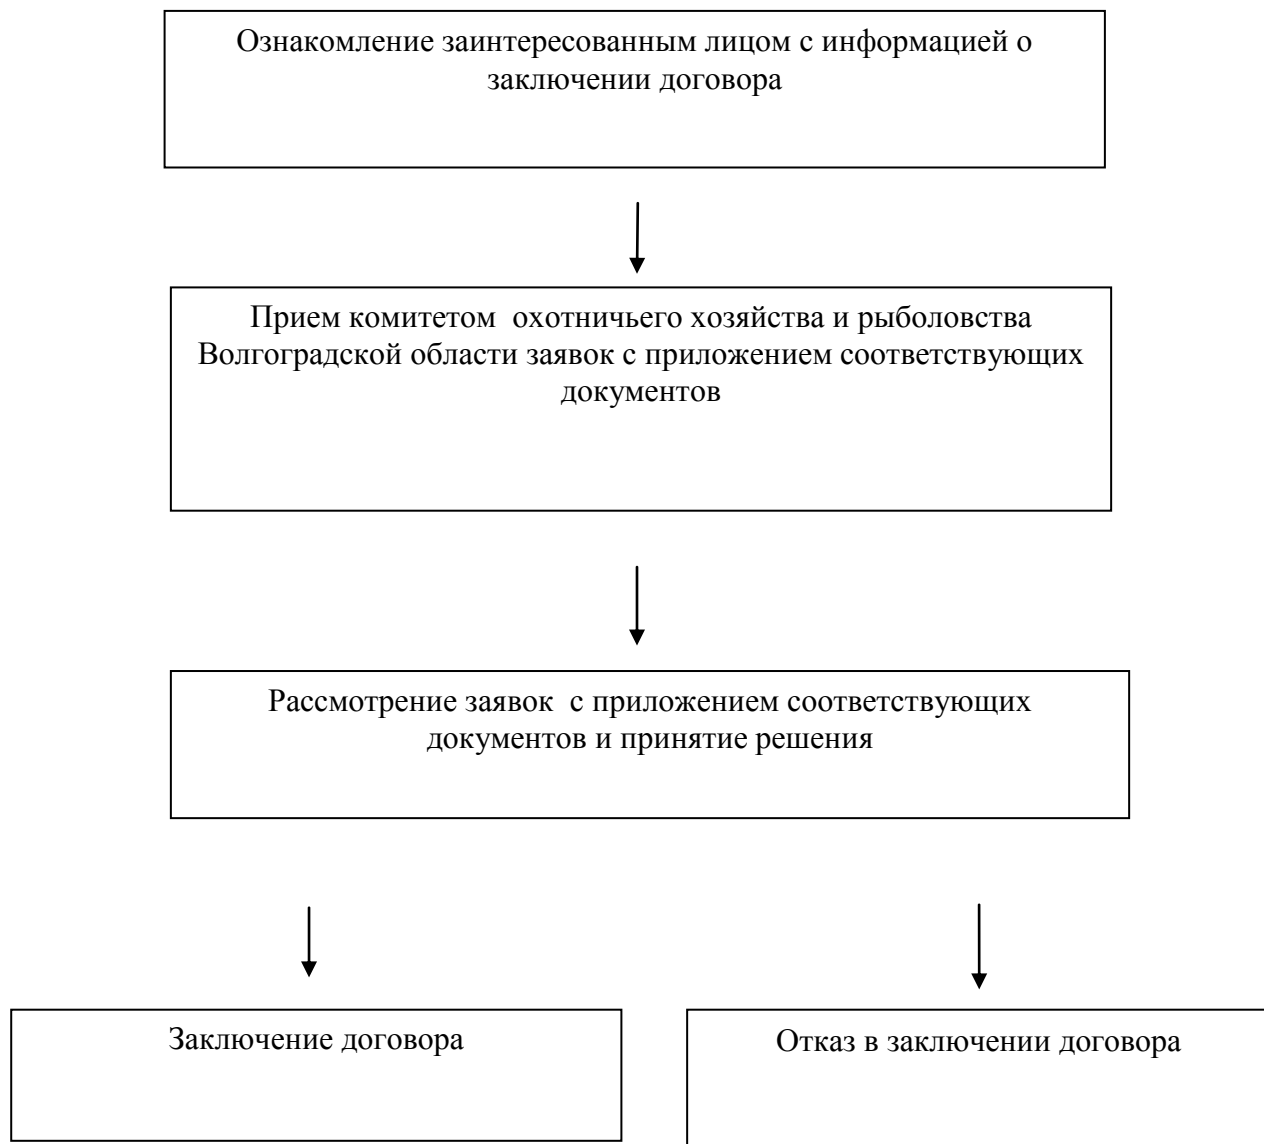 Ознакомление заинтересованным лицом с информацией о
заключении договора
Прием комитетом  охотничьего хозяйства и рыболовства
Волгоградской области заявок с приложением соответствующих
документов
Рассмотрение заявок  с приложением соответствующих
документов и принятие решения
Заключение договора
Отказ в заключении договора